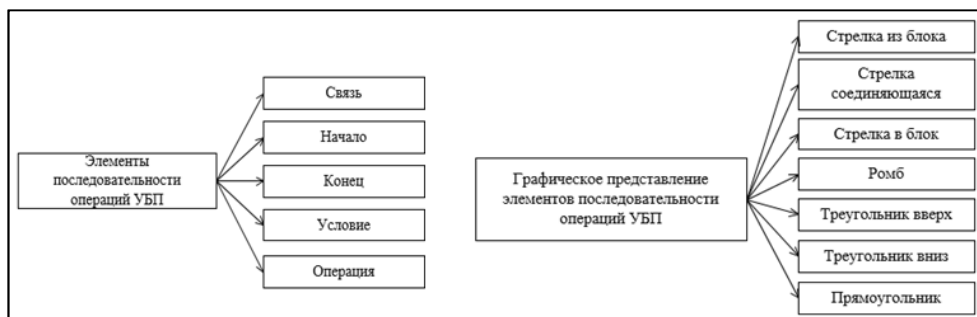 Элементы
последовательности
операций УБП
Связь
Начало
Конец
Условие
Операция
Графическое представление
элементов последовательности
операций УБП
Стрелка из блока
Стрелка
соединяющаяся
Стрелка в блок
Ромб
Треугольник вверх
Треугольник вниз
Прямоугольник